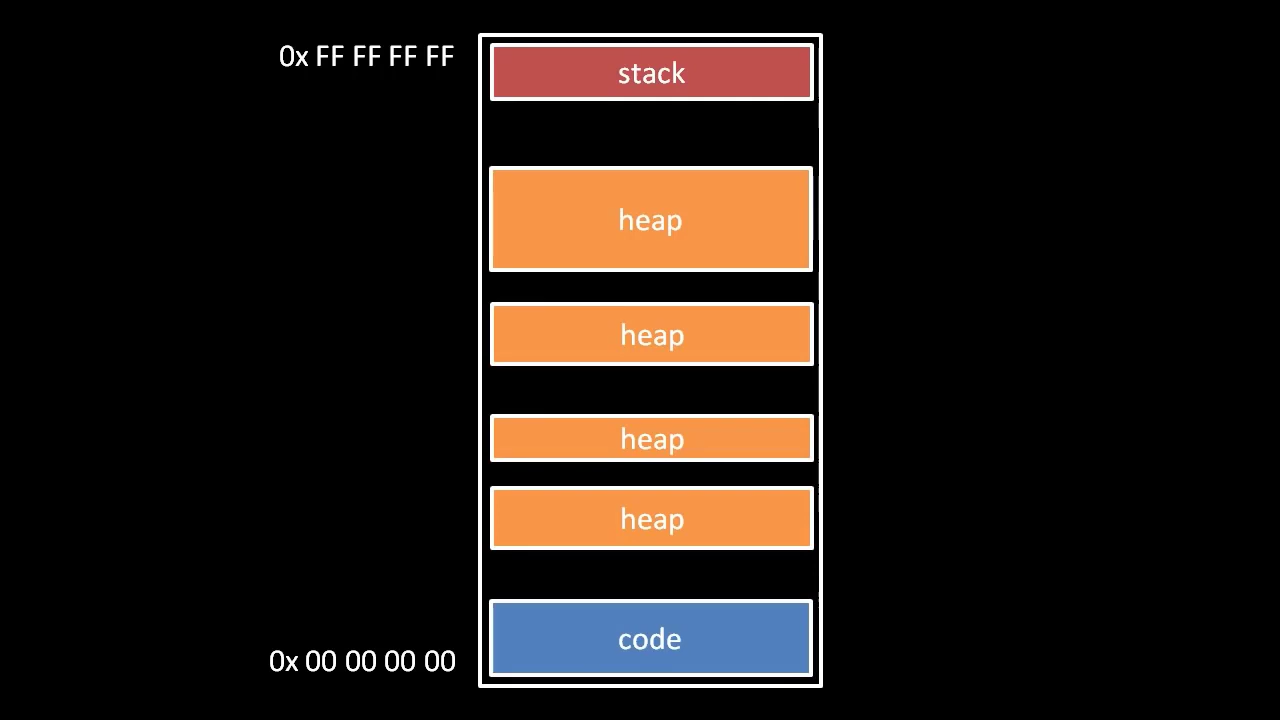 0x FF FF FF FF
stack
heap
heap
heap
heap
code
0x 00 00 00 00